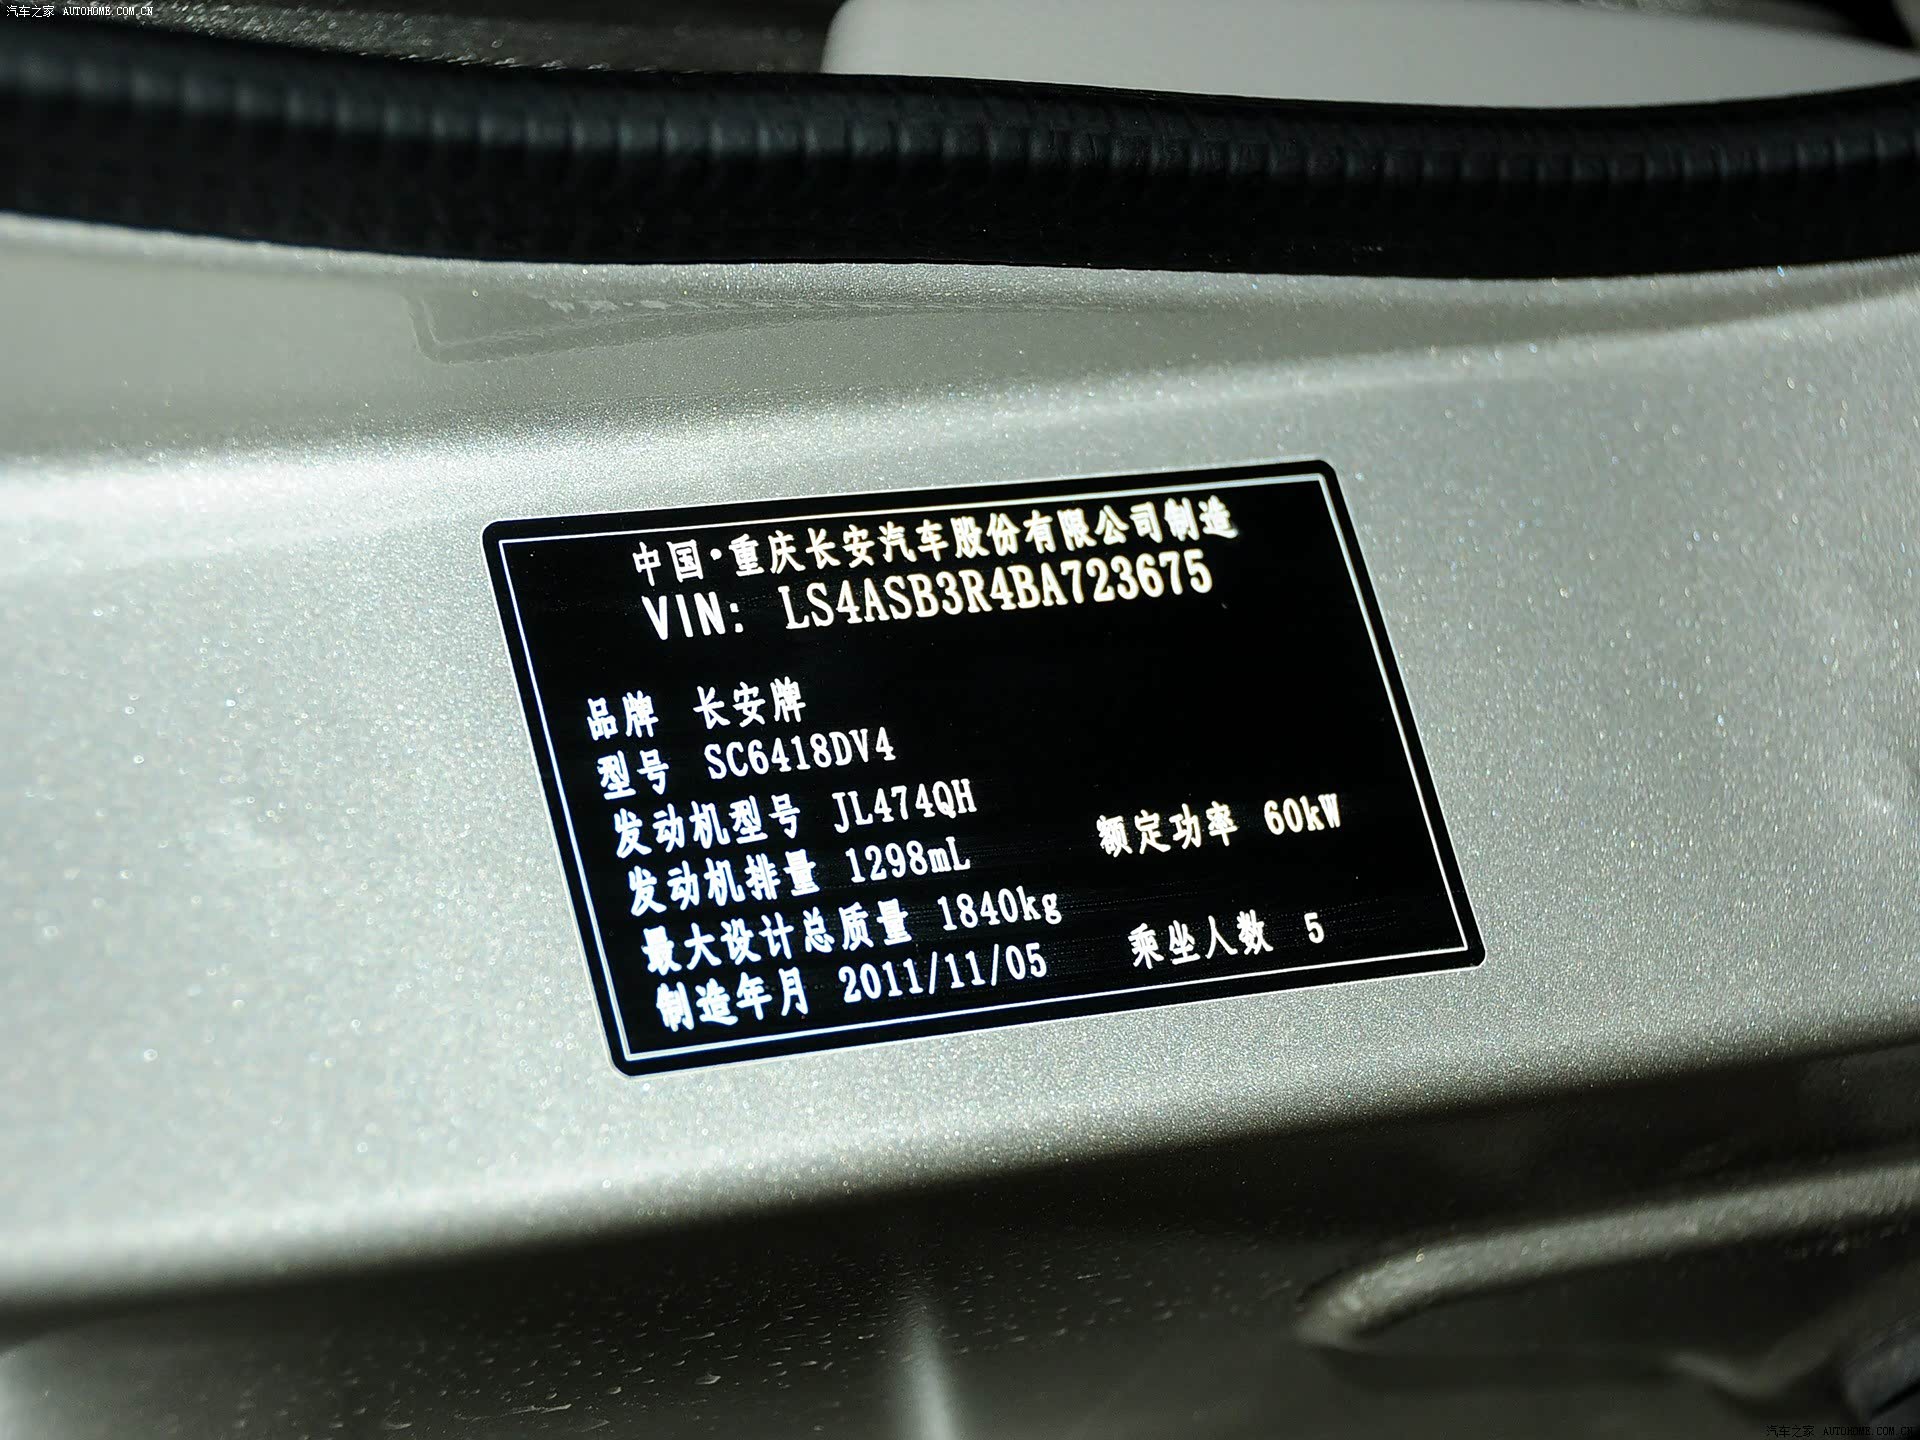 汽车之家 AUTOHOME.COM.CN
中国·重庆长安汽车股份有限公司制造
VIN: LS4ASB3R4BA723675
品牌 长安牌
型号 SC6418DV4
发动机型号 JL474QH
发动机排量 1298mL 额定功率 60kW
最大设计总质量 1840kg
制造年月 2011/11/05 乘坐人数 5
汽车之家 AUTOHOME.COM.CN